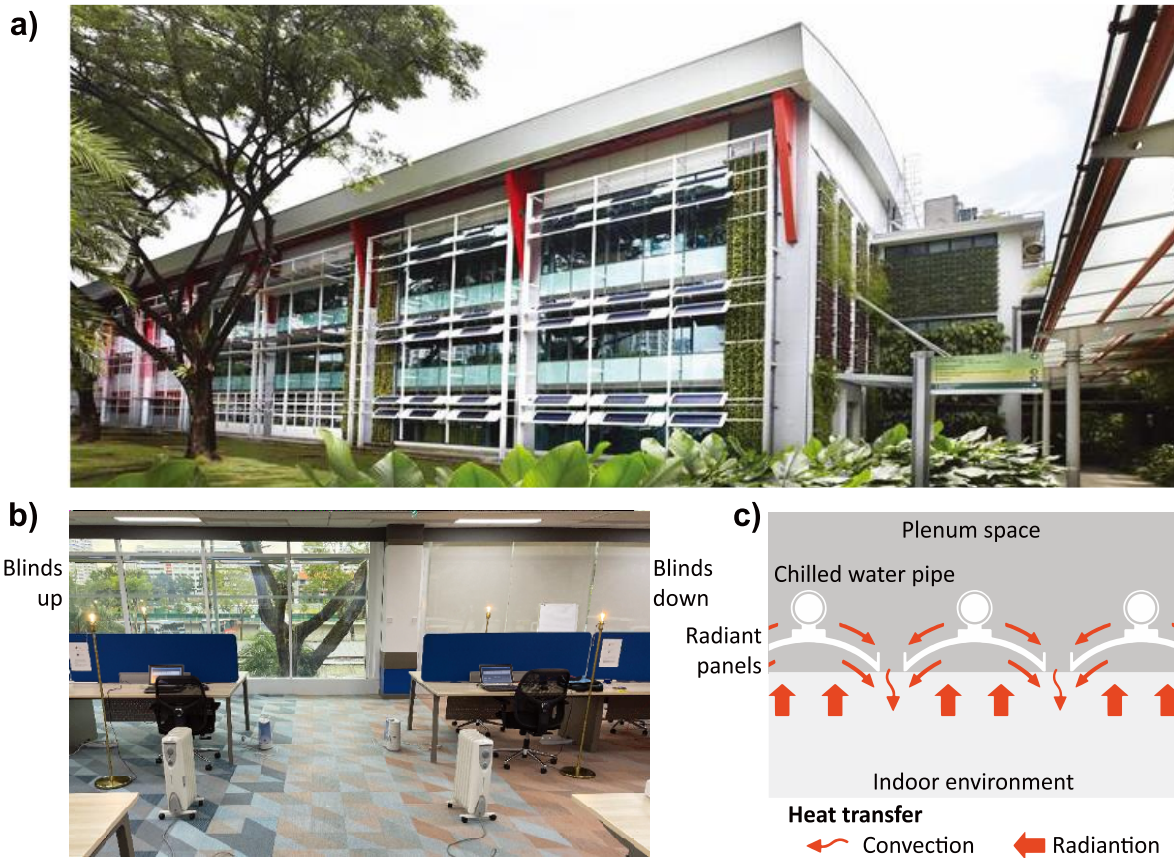 a)
b)
Blinds
up
Blinds
down
c)
Plenum space
Chilled water pipe
Radiant
panels
Indoor environment
Heat transfer
Convection
Radiantion